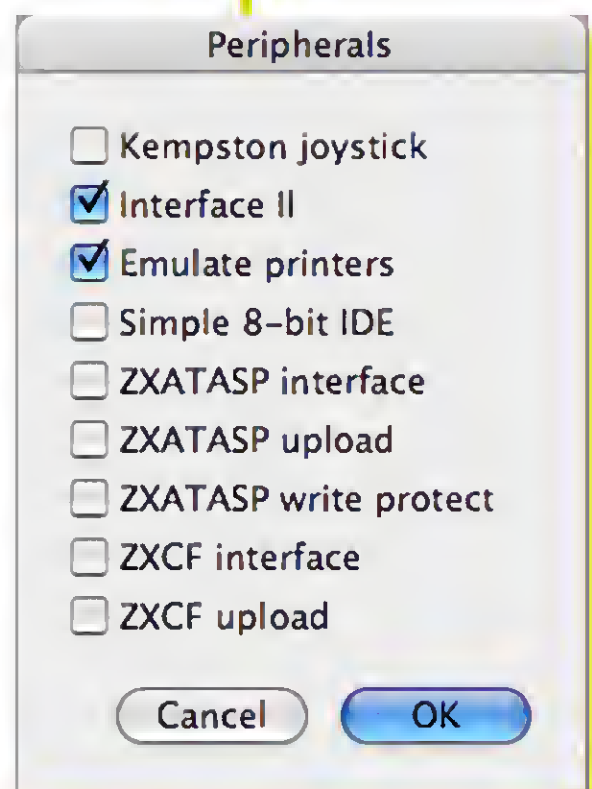 Peripherals
Kempston joystick
Interface II
Emulate printers
Simple 8-bit IDE
ZXATASP interface
ZXATASP upload
ZXATASP write protect
ZXCF interface
ZXCF upload
Cancel OK